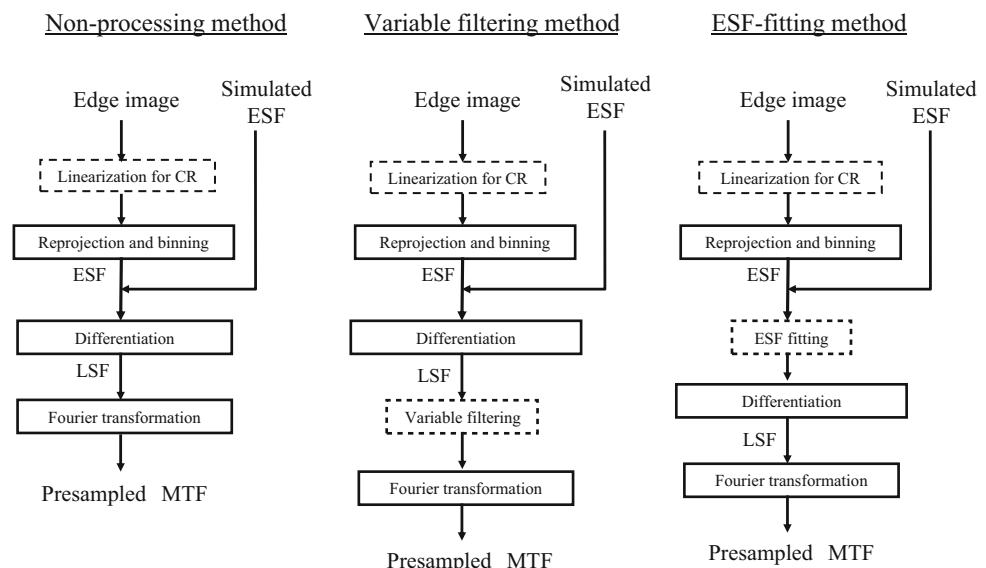 Non-processing method
Edge image
Simulated
ESF
Linearization for CR
Reprojection and binning
ESF
Differentiation
LSF
Fourier transformation
Presampled MTF
Variable filtering method
Edge image
Simulated
ESF
Linearization for CR
Reprojection and binning
ESF
Differentiation
LSF
Variable filtering
Fourier transformation
Presampled MTF
ESF-fitting method
Edge image
Simulated
ESF
Linearization for CR
Reprojection and binning
ESF
ESF fitting
Differentiation
LSF
Fourier transformation
Presampled MTF